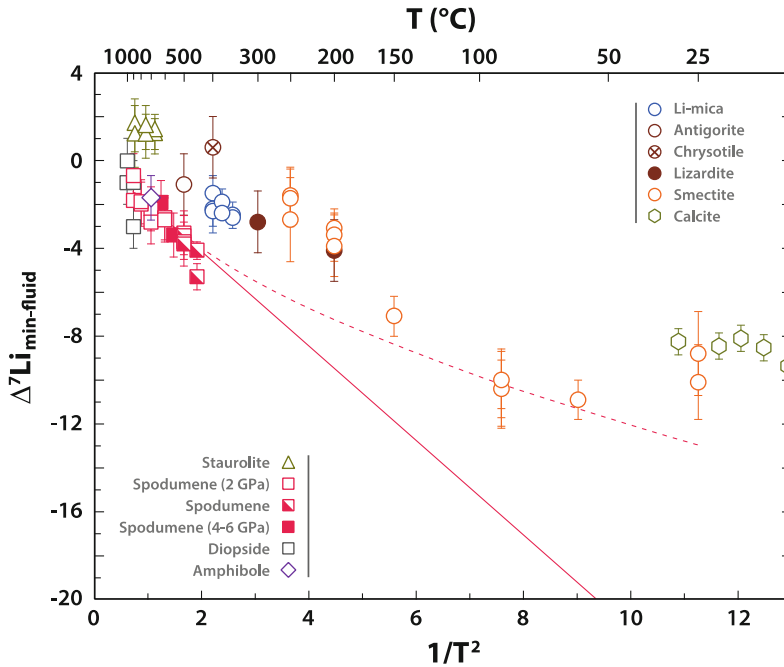 T (°C)
1000 500 300 200 150 100 50 25
4
0
-4
-8
-12
-16
-20
Δ⁷Li min-fluid
Li-mica
Antigorite
Chrysotile
Lizardite
Smectite
Calcite
Staurolite
Spodumene (2 GPa)
Spodumene
Spodumene (4-6 GPa)
Diopside
Amphibole
0 2 4 6 8 10 12
1/T²